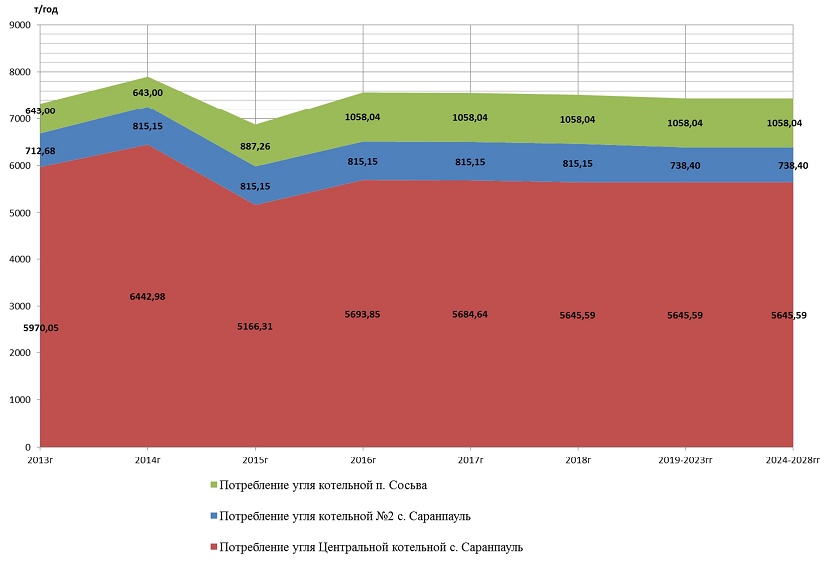 т/год
9000
8000
7000
6000
5000
4000
3000
2000
1000
0
643,00 643,00 887,26 1058,04 1058,04 1058,04 1058,04 1058,04
712,68 815,15 815,15 815,15 815,15 815,15 738,40 738,40
5970,05 6442,98 5166,31 5693,85 5684,64 5645,59 5645,59 5645,59
2013г 2014г 2015г 2016г 2017г 2018г 2019-2023гг 2024-2028гг
Потребление угля котельной п. Сосьва
Потребление угля котельной №2 с. Саранпауль
Потребление угля Центральной котельной с. Саранпауль